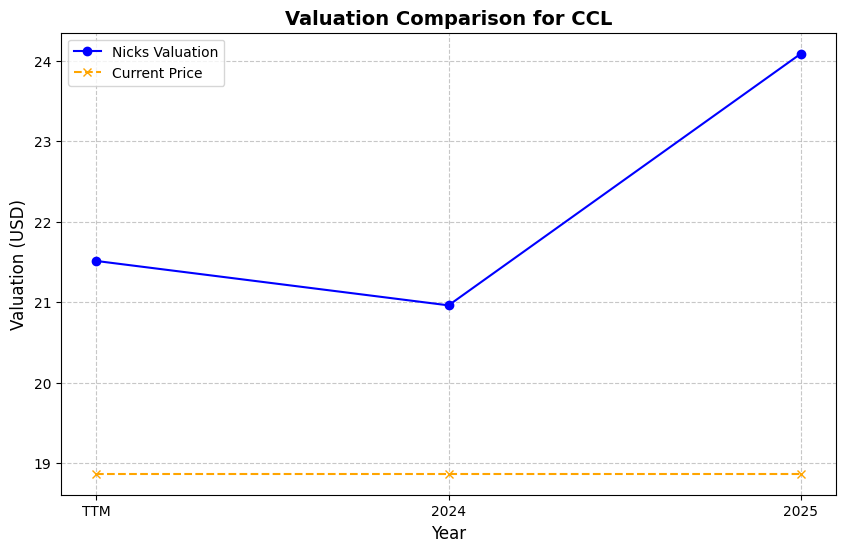 Valuation Comparison for CCL
Nicks Valuation
Current Price
Valuation (USD)
24
23
22
21
20
19
TTM
2024
2025
Year